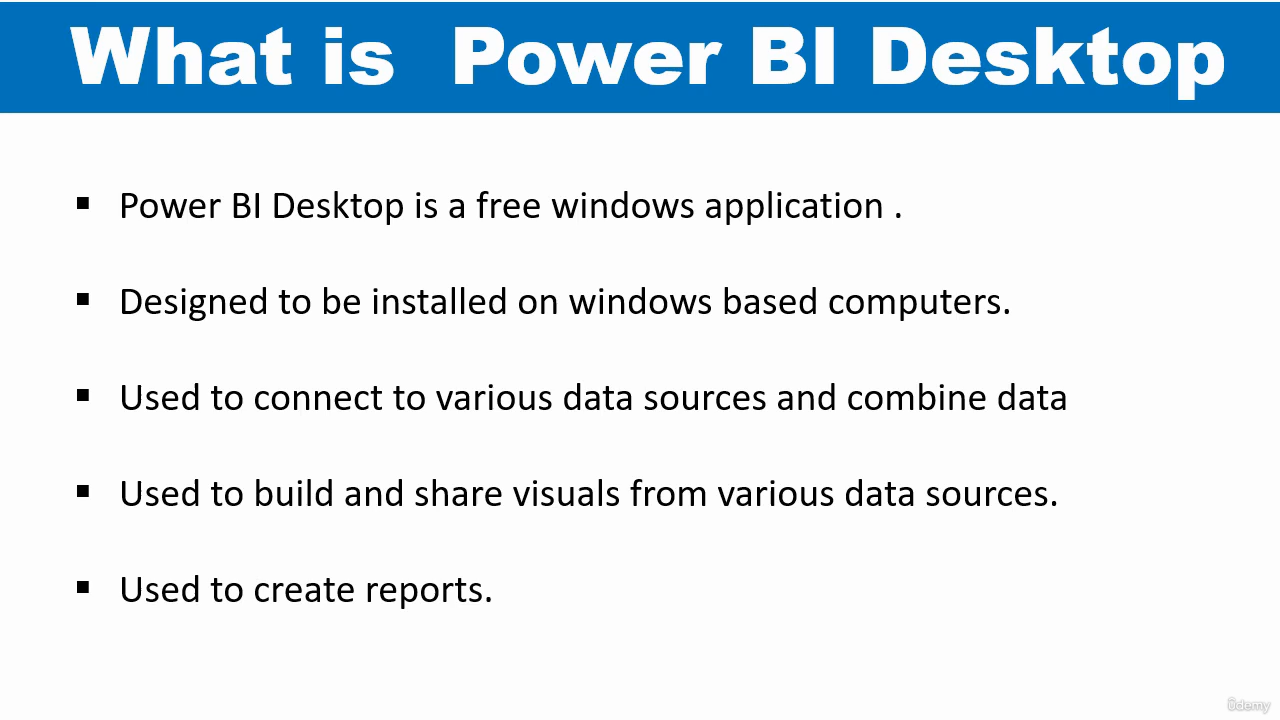 What is  Power BI Desktop
▪ Power BI Desktop is a free windows application .
▪ Designed to be installed on windows based computers.
▪ Used to connect to various data sources and combine data
▪ Used to build and share visuals from various data sources.
▪ Used to create reports.
ûdemy